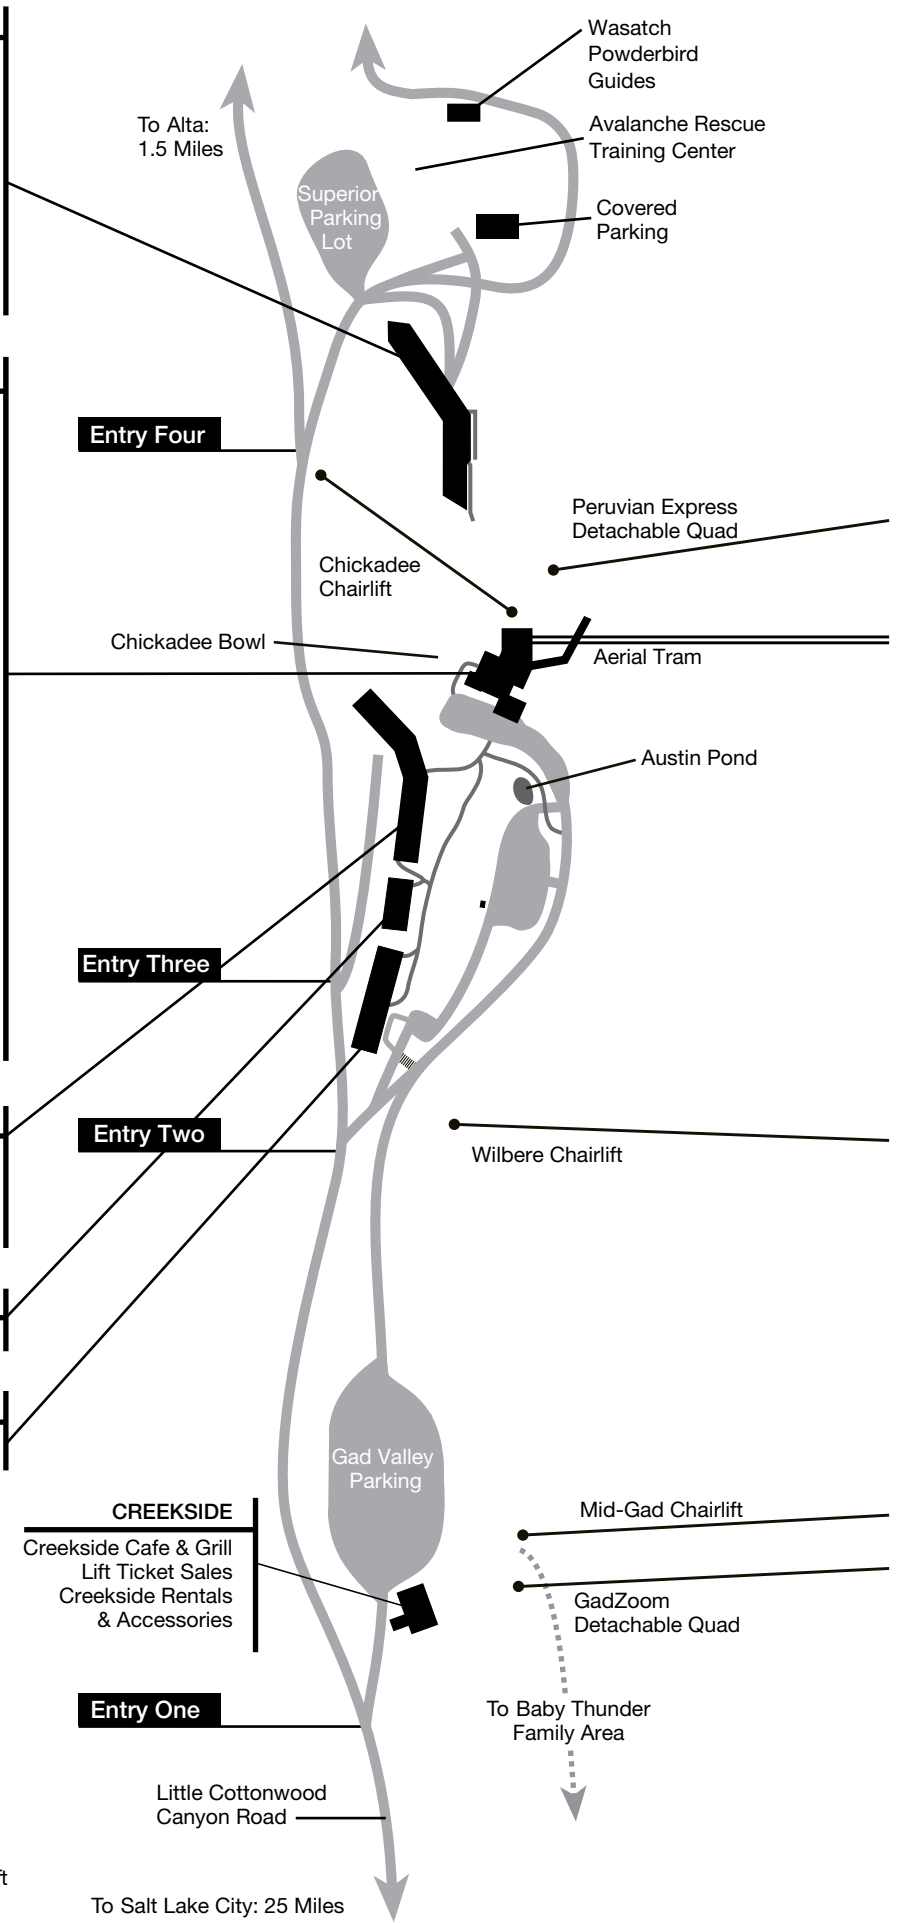 Wasatch
Powderbird
Guides
To Alta:
1.5 Miles
Avalanche Rescue
Training Center
Superior
Parking
Lot
Covered
Parking
Entry Four
Peruvian Express
Detachable Quad
Chickadee
Chairlift
Chickadee Bowl
Aerial Tram
Austin Pond
Entry Three
Entry Two
Wilbere Chairlift
Gad Valley
Parking
CREEKSIDE
Creekside Cafe & Grill
Lift Ticket Sales
Creekside Rentals
& Accessories
Mid-Gad Chairlift
GadZoom
Detachable Quad
Entry One
To Baby Thunder
Family Area
Little Cottonwood
Canyon Road
To Salt Lake City: 25 Miles